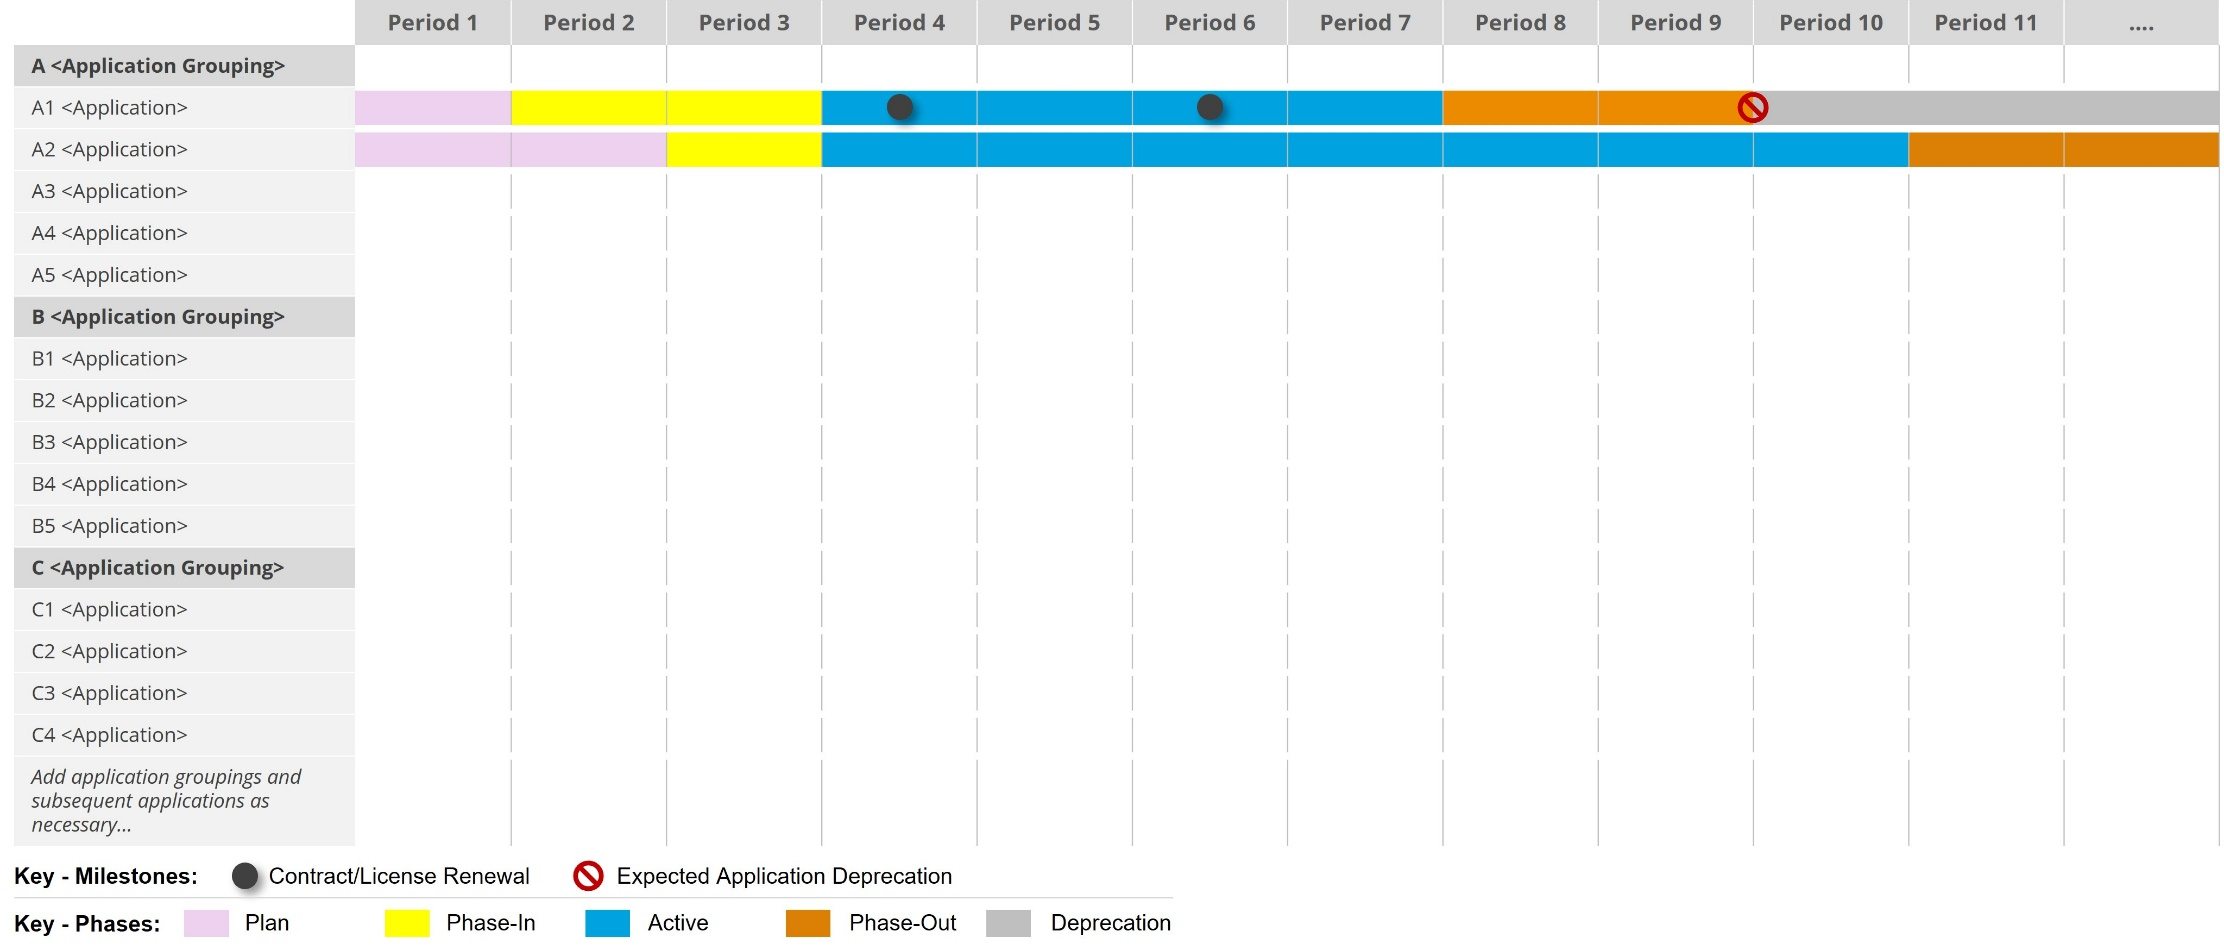 Period 1 Period 2 Period 3 Period 4 Period 5 Period 6 Period 7 Period 8 Period 9 Period 10 Period 11 ....
A <Application Grouping>
A1 <Application>
A2 <Application>
A3 <Application>
A4 <Application>
A5 <Application>
B <Application Grouping>
B1 <Application>
B2 <Application>
B3 <Application>
B4 <Application>
B5 <Application>
C <Application Grouping>
C1 <Application>
C2 <Application>
C3 <Application>
C4 <Application>
Add application groupings and
subsequent applications as
necessary...
Key - Milestones: Contract/License Renewal Expected Application Deprecation
Key - Phases: Plan Phase-In Active Phase-Out Deprecation